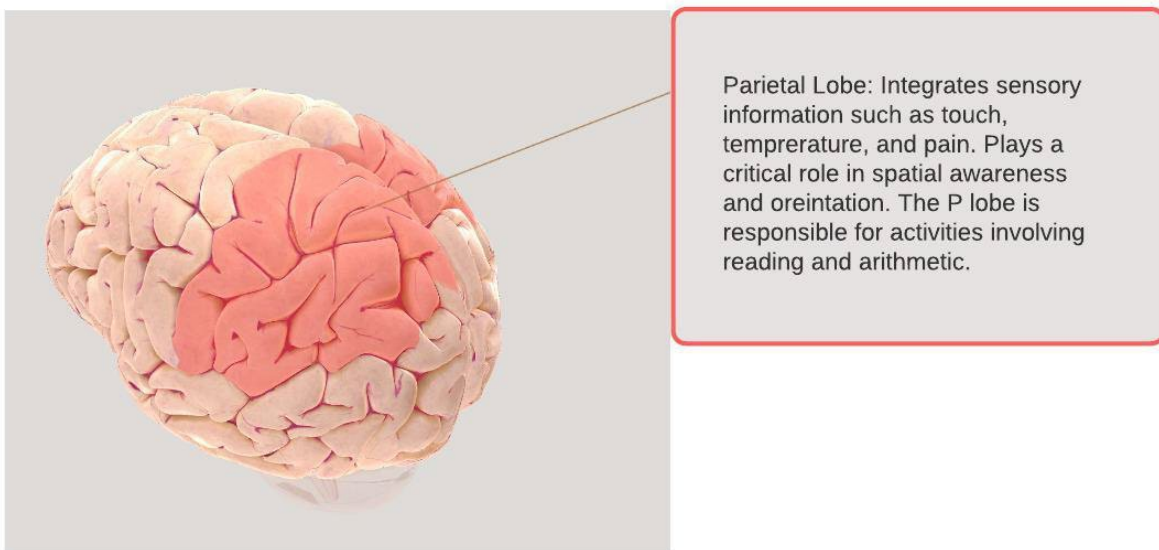 Parietal Lobe: Integrates sensory
information such as touch,
temprerature, and pain. Plays a
critical role in spatial awareness
and oreintation. The P lobe is
responsible for activities involving
reading and arithmetic.